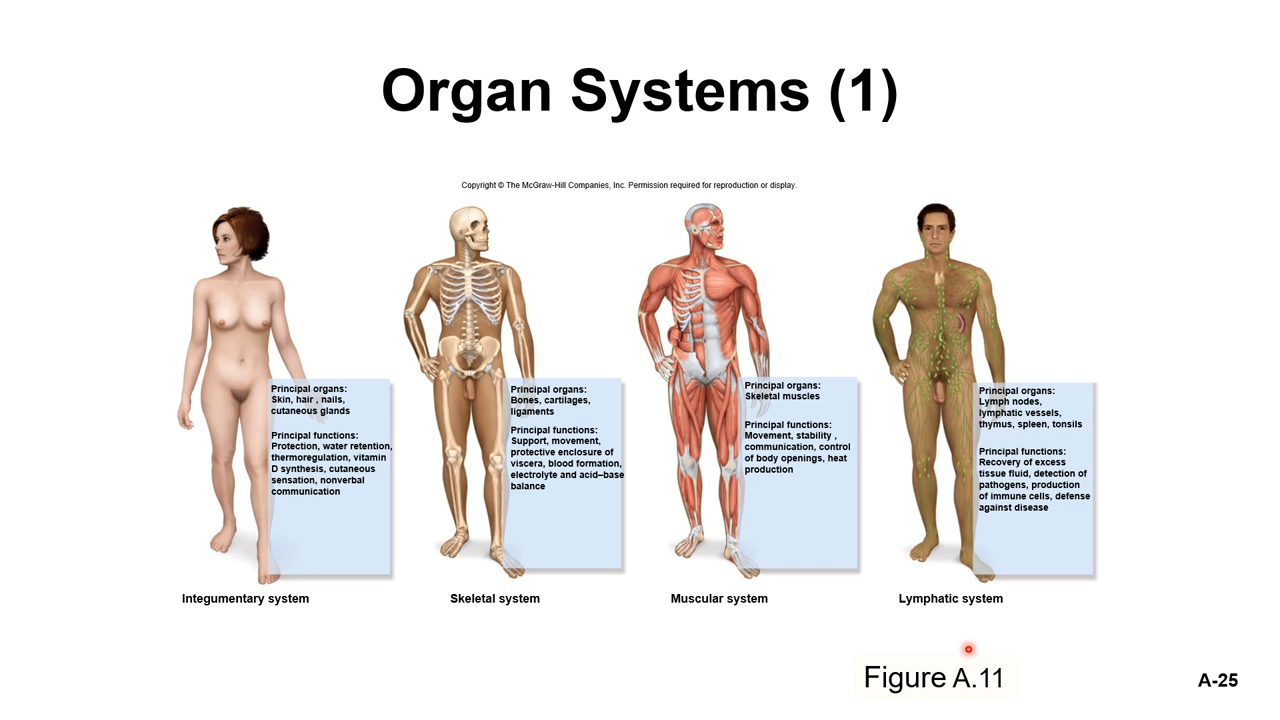 Organ Systems (1)
Copyright © The McGraw-Hill Companies, Inc. Permission required for reproduction or display.
Principal organs:
Skin, hair , nails,
cutaneous glands
Principal functions:
Protection, water retention,
thermoregulation, vitamin
D synthesis, cutaneous
sensation, nonverbal
communication
Integumentary system
Principal organs:
Bones, cartilages,
ligaments
Principal functions:
Support, movement,
protective enclosure of
viscera, blood formation,
electrolyte and acid–base
balance
Skeletal system
Principal organs:
Skeletal muscles
Principal functions:
Movement, stability ,
communication, control
of body openings, heat
production
Muscular system
Principal organs:
Lymph nodes,
lymphatic vessels,
thymus, spleen, tonsils
Principal functions:
Recovery of excess
tissue fluid, detection of
pathogens, production
of immune cells, defense
against disease
Lymphatic system
Figure A.11
A-25